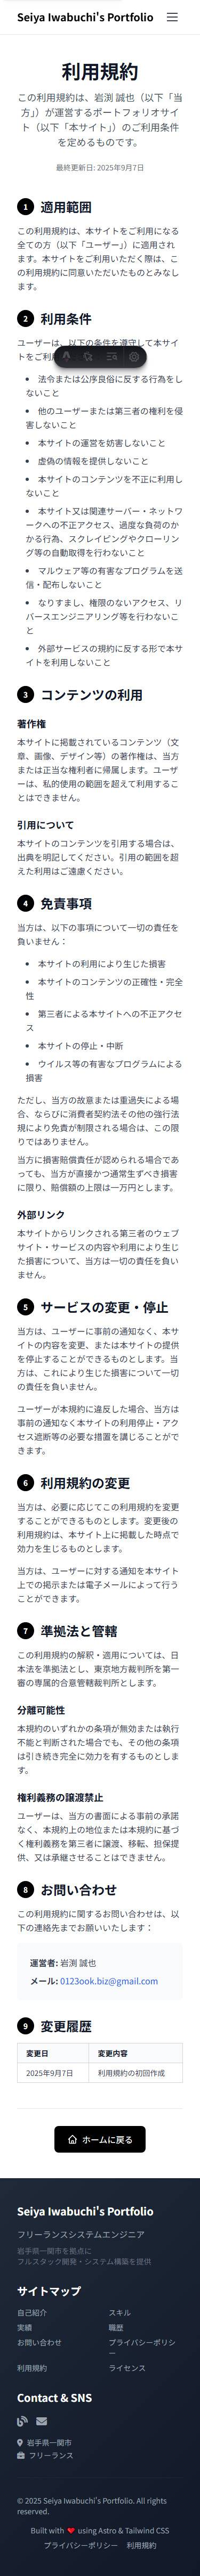 Seiya Iwabuchi's Portfolio
利用規約
この利用規約は、岩渕 誠也（以下「当
方」）が運営するポートフォリオサイ
ト（以下「本サイト」）のご利用条件
を定めるものです。
最終更新日: 2025年9月7日
1 適用範囲
この利用規約は、本サイトをご利用になる
全ての方（以下「ユーザー」）に適用され
ます。本サイトをご利用いただく際は、こ
の利用規約に同意いただいたものとみなし
ます。
2 利用条件
ユーザーは、以下の条件を遵守して本サイ
トをご利用
• 法令または公序良俗に反する行為をし
ないこと
• 他のユーザーまたは第三者の権利を侵
害しないこと
• 本サイトの運営を妨害しないこと
• 虚偽の情報を提供しないこと
• 本サイトのコンテンツを不正に利用し
ないこと
• 本サイト又は関連サーバー・ネットワ
ークへの不正アクセス、過度な負荷のか
かる行為、スクレイピングやクローリン
グ等の自動取得を行わないこと
• マルウェア等の有害なプログラムを送
信・配布しないこと
• なりすまし、権限のないアクセス、リ
バースエンジニアリング等を行わないこ
と
• 外部サービスの規約に反する形で本サ
イトを利用しないこと
3 コンテンツの利用
著作権
本サイトに掲載されているコンテンツ（文
章、画像、デザイン等）の著作権は、当方
または正当な権利者に帰属します。ユーザ
ーは、私的使用の範囲を超えて利用するこ
とはできません。
引用について
本サイトのコンテンツを引用する場合は、
出典を明記してください。引用の範囲を超
えた利用はご遠慮ください。
4 免責事項
当方は、以下の事項について一切の責任を
負いません：
• 本サイトの利用により生じた損害
• 本サイトのコンテンツの正確性・完全
性
• 第三者による本サイトへの不正アクセ
ス
• 本サイトの停止・中断
• ウイルス等の有害なプログラムによる
損害
ただし、当方の故意または重過失による場
合、ならびに消費者契約法その他の強行法
規により免責が制限される場合は、この限
りではありません。
当方に損害賠償責任が認められる場合であ
っても、当方が直接かつ通常生ずべき損害
に限り、賠償額の上限は一万円とします。
外部リンク
本サイトからリンクされる第三者のウェブ
サイト・サービスの内容や利用により生じ
た損害について、当方は一切の責任を負い
ません。
5 サービスの変更・停止
当方は、ユーザーに事前の通知なく、本サ
イトの内容を変更、または本サイトの提供
を停止することができるものとします。当
方は、これにより生じた損害について一切
の責任を負いません。
ユーザーが本規約に違反した場合、当方は
事前の通知なく本サイトの利用停止・アク
セス遮断等の必要な措置を講じることがで
きます。
6 利用規約の変更
当方は、必要に応じてこの利用規約を変更
することができるものとします。変更後の
利用規約は、本サイト上に掲載した時点で
効力を生じるものとします。
当方は、ユーザーに対する通知を本サイト
上での掲示または電子メールによって行う
ことができます。
7 準拠法と管轄
この利用規約の解釈・適用については、日
本法を準拠法とし、東京地方裁判所を第一
審の専属的合意管轄裁判所とします。
分離可能性
本規約のいずれかの条項が無効または執行
不能と判断された場合でも、その他の条項
は引き続き完全に効力を有するものとしま
す。
権利義務の譲渡禁止
ユーザーは、当方の書面による事前の承諾
なく、本規約上の地位または本規約に基づ
く権利義務を第三者に譲渡、移転、担保提
供、又は承継させることはできません。
8 お問い合わせ
この利用規約に関するお問い合わせは、以
下の連絡先までお願いいたします：
運営者: 岩渕 誠也
メール: 0123ook.biz@gmail.com
9 変更履歴
変更日 変更内容
2025年9月7日 利用規約の初回作成
ホームに戻る
Seiya Iwabuchi's Portfolio
フリーランスシステムエンジニア
岩手県一関市を拠点に
フルスタック開発・システム構築を提供
サイトマップ
自己紹介 スキル
実績 職歴
お問い合わせ プライバシーポリシ
ー
利用規約 ライセンス
Contact & SNS
岩手県一関市
フリーランス
© 2025 Seiya Iwabuchi's Portfolio. All rights
reserved.
Built with ❤ using Astro & Tailwind CSS
プライバシーポリシー 利用規約